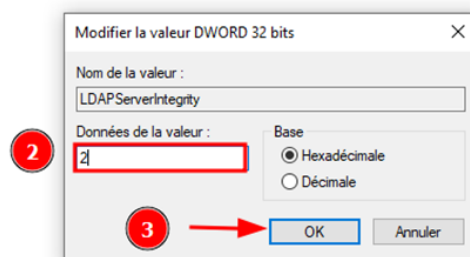 Modifier la valeur DWORD 32 bits
Nom de la valeur :
LDAPServerIntegrity
Données de la valeur :
Base
2
2
Hexadécimale
Décimale
3
OK
Annuler